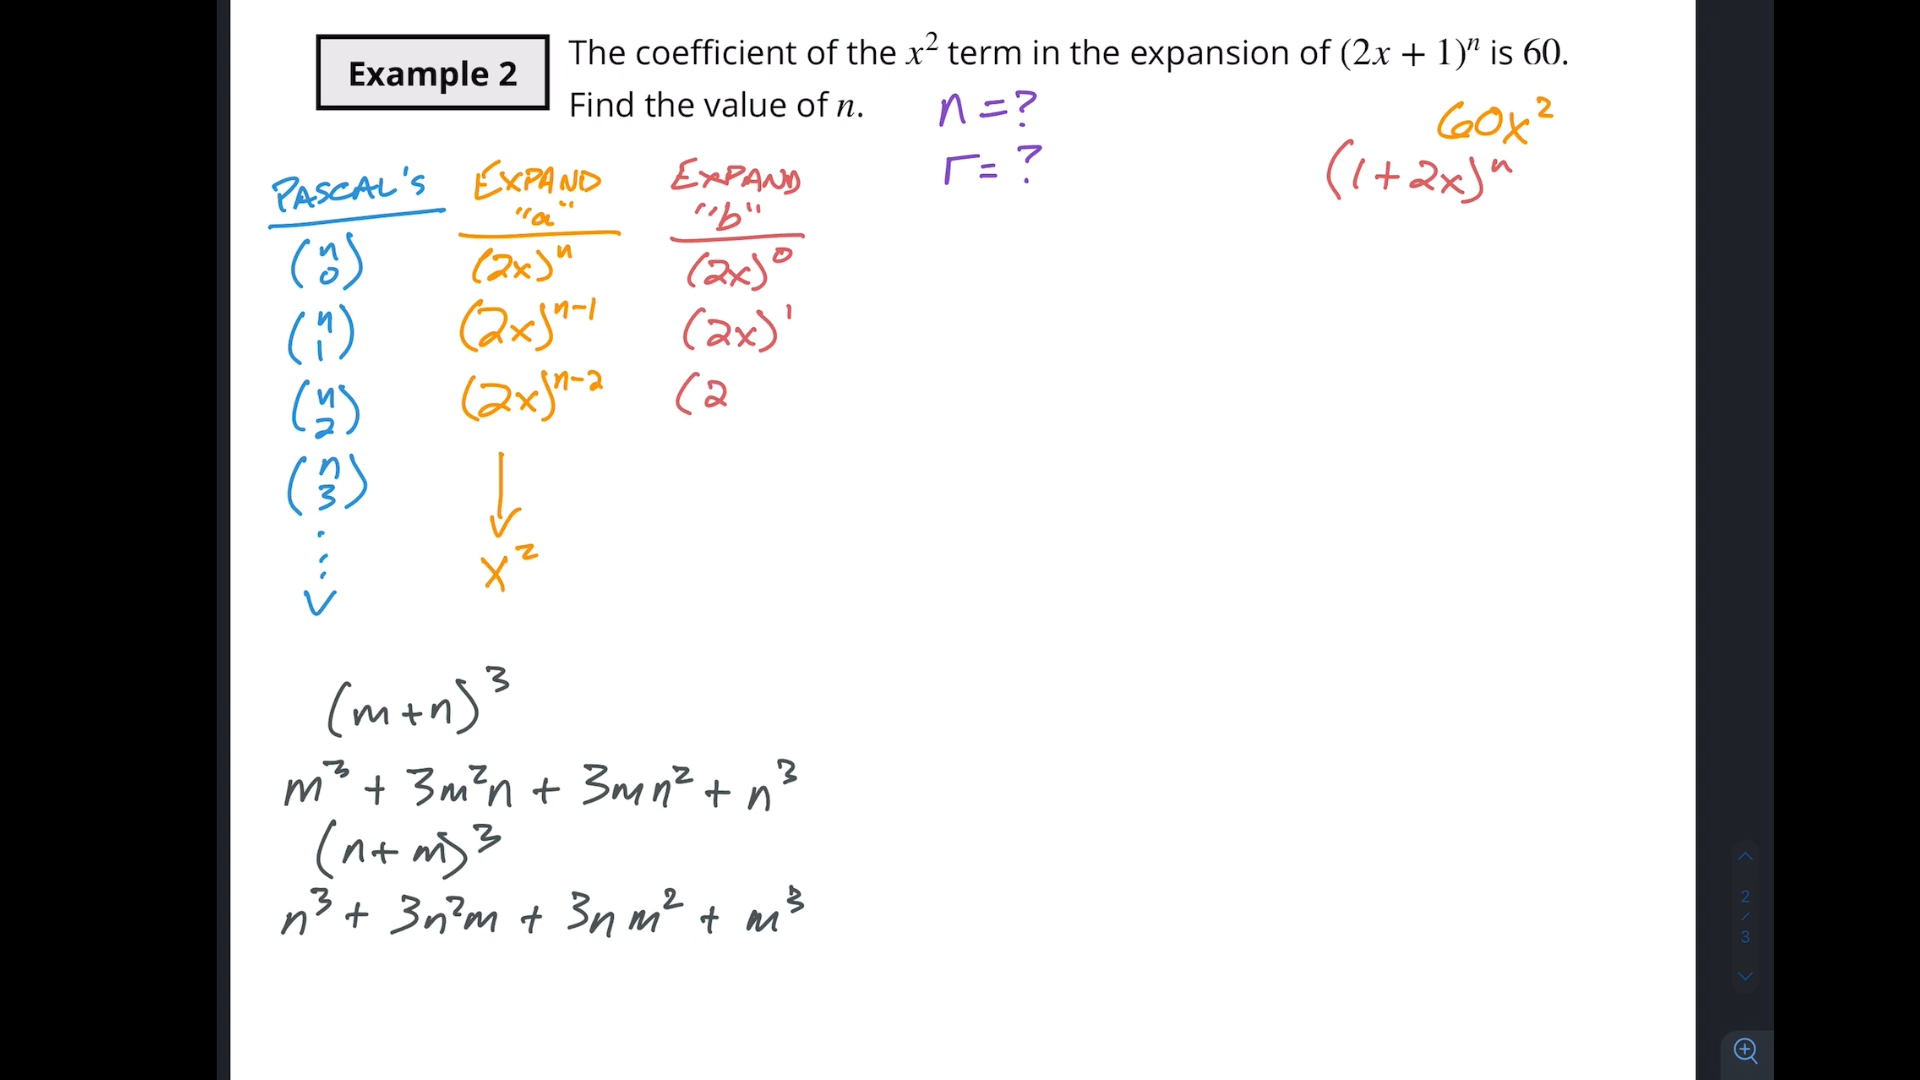 Example 2
The coefficient of the x² term in the expansion of (2x + 1)ⁿ is 60.
Find the value of n.
n = ?
r = ?
60x²
(1+2x)ⁿ
PASCAL'S
(n 0)
(n 1)
(n 2)
(n 3)
EXPAND
"a"
(2x)ⁿ
(2x)ⁿ⁻¹
(2x)ⁿ⁻²
x²
EXPAND
"b"
(2x)⁰
(2x)¹
(2
(m+n)³
m³ + 3m²n + 3mn² + n³
(n+m)³
n³ + 3n²m + 3nm² + m³
2
/
3